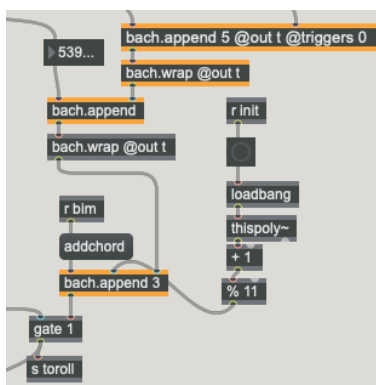 bach.append 5 @out t @triggers 0
539...
bach.wrap @out t
bach.append
r init
bach.wrap @out t
loadbang
r bim
thispoly~
addchord
+ 1
bach.append 3
% 11
gate 1
s toroll